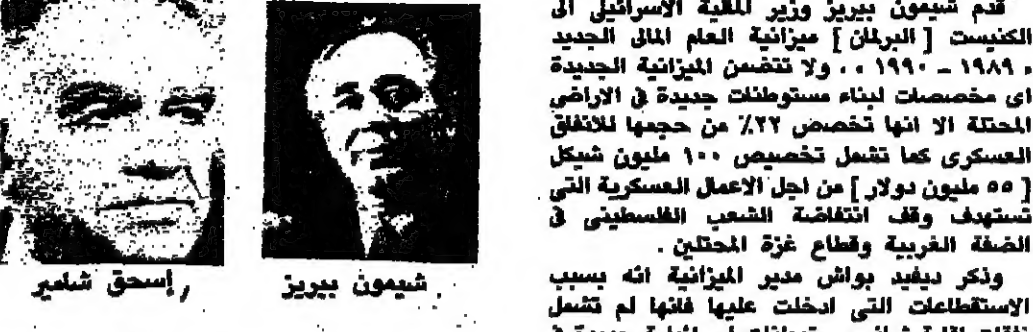 قدم شيمون بيريز وزير المالية الاسرائيلى الى
الكنيست [ البرلمان ] ميزانية العام المالى الجديد
« ١٩٨٩ ـ ١٩٩٠ » . ولا تتضمن الميزانية الجديدة
اى مخصصات لبناء مستوطنات جديدة فى الاراضى
المحتلة الا انها تخصص ٢٢٪ من حجمها للانفاق
العسكرى كما تشمل تخصيص ١٠٠ مليون شيكل
[ ٥٥ مليون دولار ] من اجل الاعمال العسكرية التى
تستهدف وقف انتفاضة الشعب الفلسطينى فى
الضفة الغربية وقطاع غزة المحتلين .
وذكر ديفيد بواش مدير الميزانية انه بسبب
الاستقطاعات التى ادخلت عليها فانها لم تشمل
شيمون بيريز
إسحق شامير